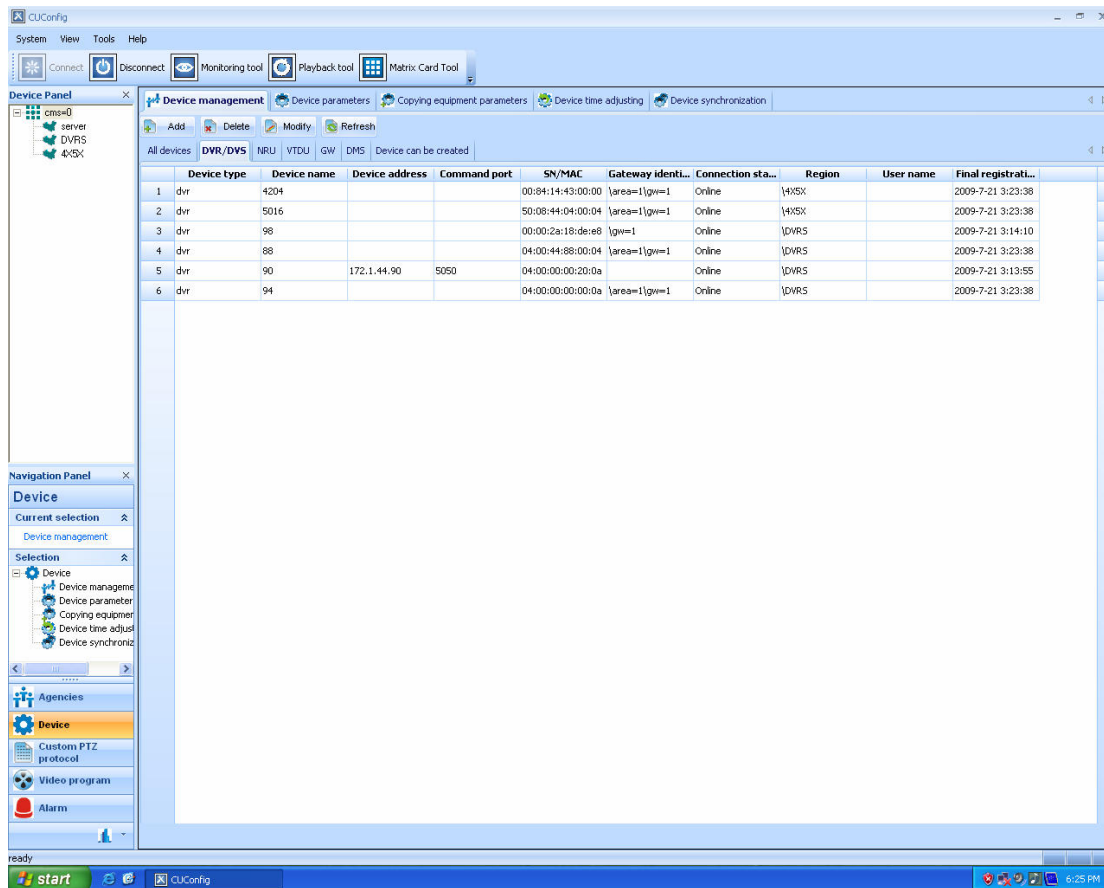 CUConfig
System View Tools Help
Connect Disconnect Monitoring tool Playback tool Matrix Card Tool
Device Panel
cms=0
server
DVRS
4X5X
Device management Device parameters Copying equipment parameters Device time adjusting Device synchronization
Add Delete Modify Refresh
All devices DVR/DVS NRU VTDU GW DMS Device can be created
Device type Device name Device address Command port SN/MAC Gateway identi... Connection sta... Region User name Final registrati...
1 dvr 4204 00:84:14:43:00:00 \area=1\gw=1 Online \4X5X 2009-7-21 3:23:38
2 dvr 5016 50:08:44:04:00:04 \area=1\gw=1 Online \4X5X 2009-7-21 3:23:38
3 dvr 98 00:00:2a:18:de:e8 \gw=1 Online \DVRS 2009-7-21 3:14:10
4 dvr 88 04:00:44:88:00:04 \area=1\gw=1 Online \DVRS 2009-7-21 3:23:38
5 dvr 90 172.1.44.90 5050 04:00:00:00:20:0a Online \DVRS 2009-7-21 3:13:55
6 dvr 94 04:00:00:00:00:0a \area=1\gw=1 Online \DVRS 2009-7-21 3:23:38
Navigation Panel
Device
Current selection
Device management
Selection
Device
Device manageme
Device parameter
Copying equipmer
Device time adjust
Device synchroniz
Agencies
Device
Custom PTZ
protocol
Video program
Alarm
ready
start CUConfig 6:25 PM